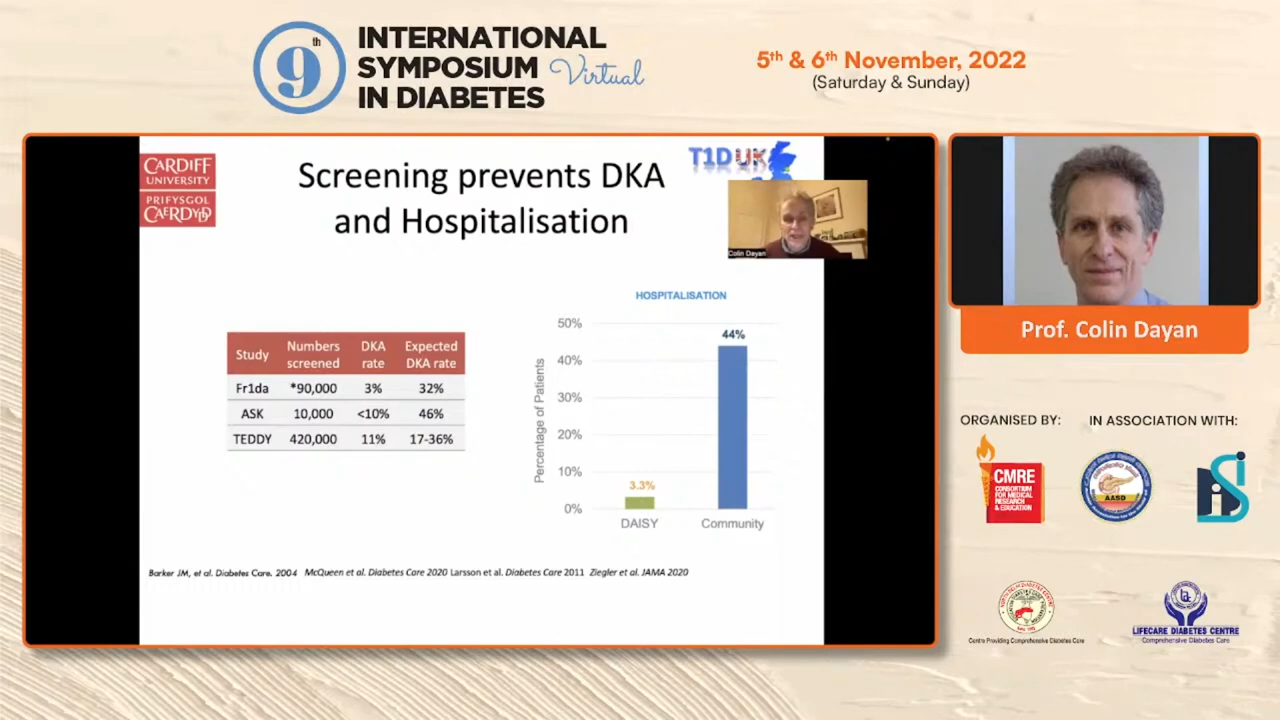 9th
INTERNATIONAL
SYMPOSIUM Virtual
IN DIABETES
5th & 6th November, 2022
(Saturday & Sunday)
CARDIFF
UNIVERSITY
PRIFYSGOL
CAERDYDD
Screening prevents DKA
and Hospitalisation
T1DUK
Colin Dayan
Study Numbers screened DKA rate Expected DKA rate
Fr1da *90,000 3% 32%
ASK 10,000 <10% 46%
TEDDY 420,000 11% 17-36%
HOSPITALISATION
Percentage of Patients
50%
40%
30%
20%
10%
0%
44%
3.3%
DAISY Community
Barker JM, et al. Diabetes Care. 2004 McQueen et al. Diabetes Care 2020 Larsson et al. Diabetes Care 2011 Ziegler et al. JAMA 2020
Prof. Colin Dayan
ORGANISED BY: IN ASSOCIATION WITH:
CMRE
CONSORTIUM
FOR MEDICAL
RESEARCH
& EDUCATION
AASD
Centre Providing Comprehensive Diabetes Care
LIFECARE DIABETES CENTRE
Comprehensive Diabetes Care